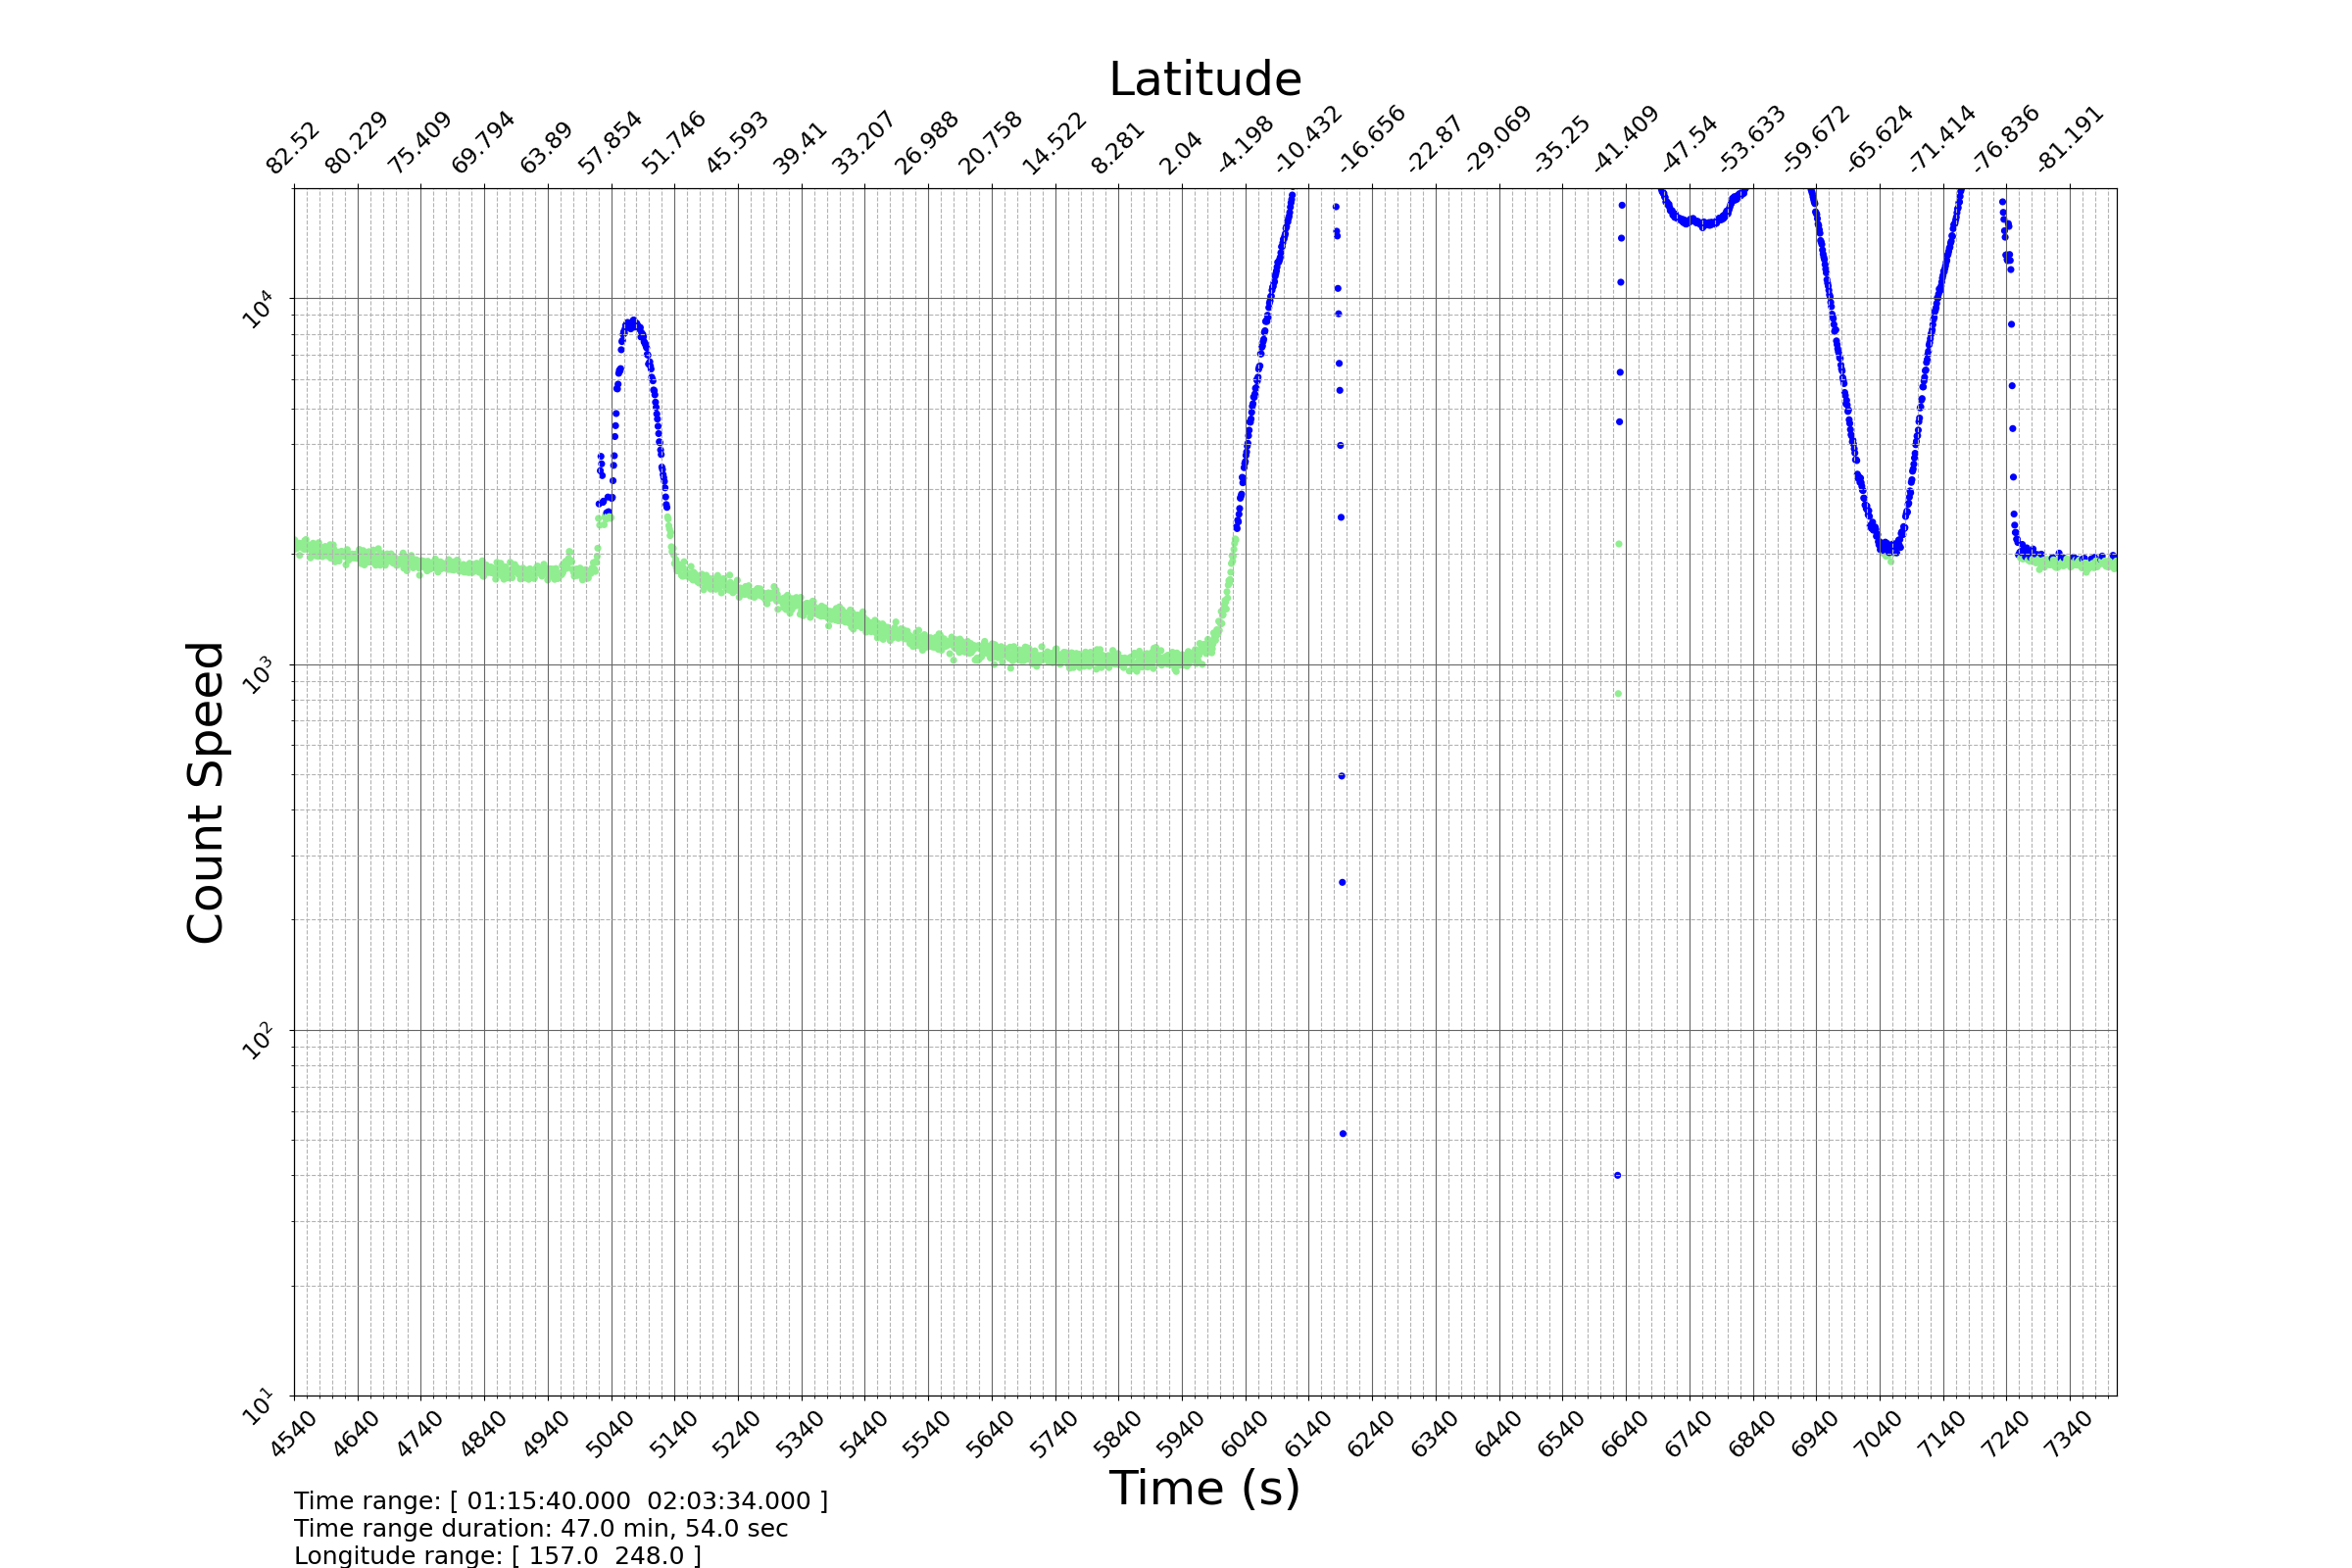 Latitude
82.52 80.229 75.409 69.794 63.89 57.854 51.746 45.593 39.41 33.207 26.988 20.758 14.522 8.281 2.04 -4.198 -10.432 -16.656 -22.87 -29.069 -35.25 -41.409 -47.54 -53.633 -59.672 -65.624 -71.414 -76.836 -81.191
Count Speed
10⁴
10³
10²
10¹
4540 4640 4740 4840 4940 5040 5140 5240 5340 5440 5540 5640 5740 5840 5940 6040 6140 6240 6340 6440 6540 6640 6740 6840 6940 7040 7140 7240 7340
Time (s)
Time range: [ 01:15:40.000 02:03:34.000 ]
Time range duration: 47.0 min, 54.0 sec
Longitude range: [ 157.0 248.0 ]